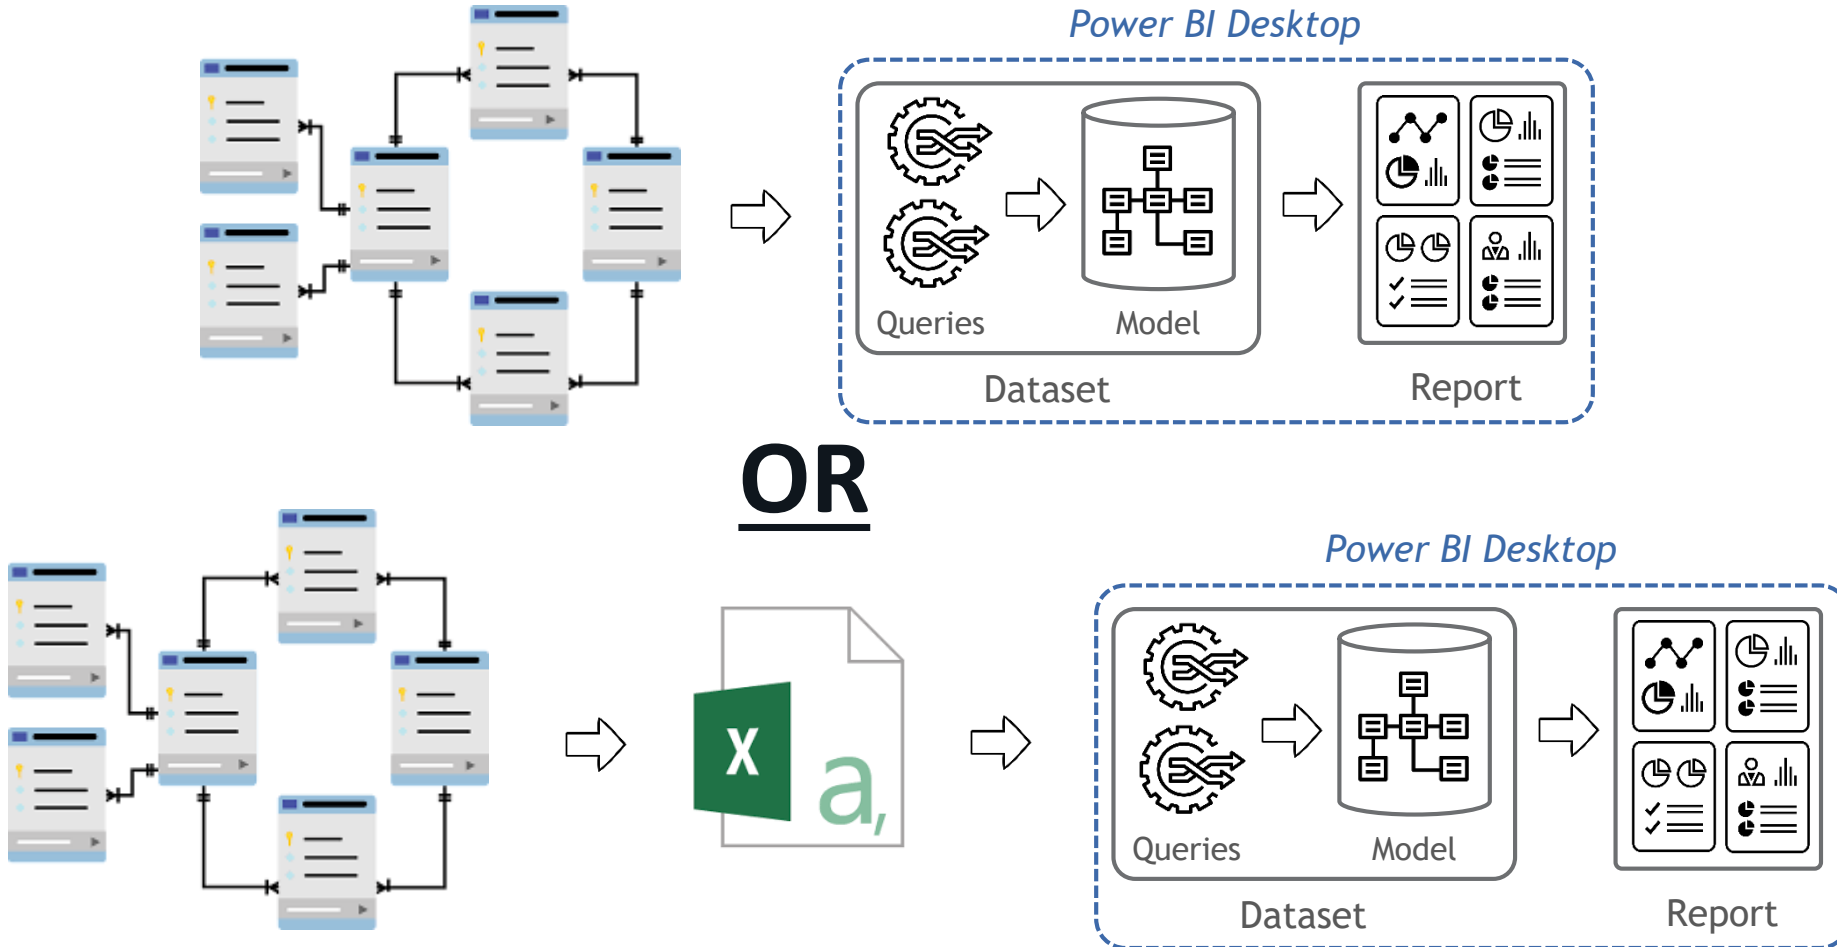 Power BI Desktop
Queries
Model
Dataset
Report
OR
Power BI Desktop
X
a,
Queries
Model
Dataset
Report